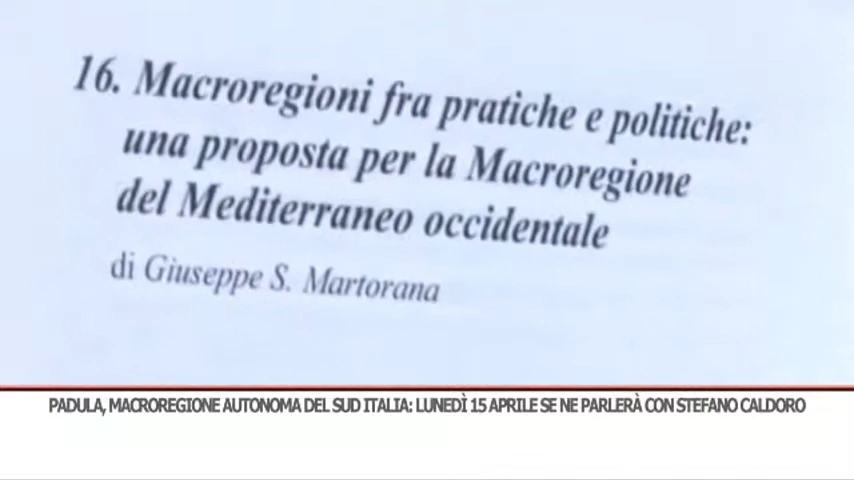 16. Macroregioni fra pratiche e politiche:
una proposta per la Macroregione
del Mediterraneo occidentale
di Giuseppe S. Martorana
PADULA, MACROREGIONE AUTONOMA DEL SUD ITALIA: LUNEDÌ 15 APRILE SE NE PARLERÀ CON STEFANO CALDORO